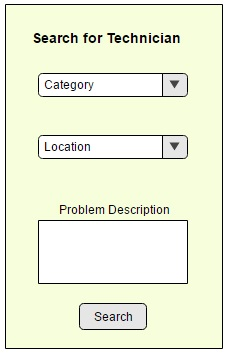 Search for Technician
Category
Location
Problem Description
Search